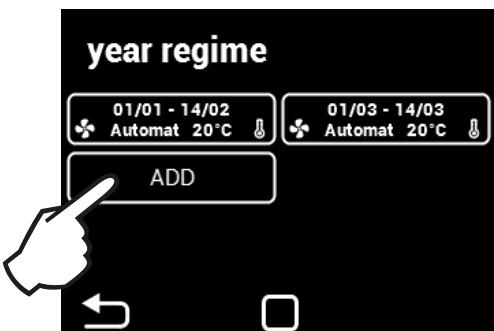 year regime
01/01 - 14/02
Automat 20°C
01/03 - 14/03
Automat 20°C
ADD